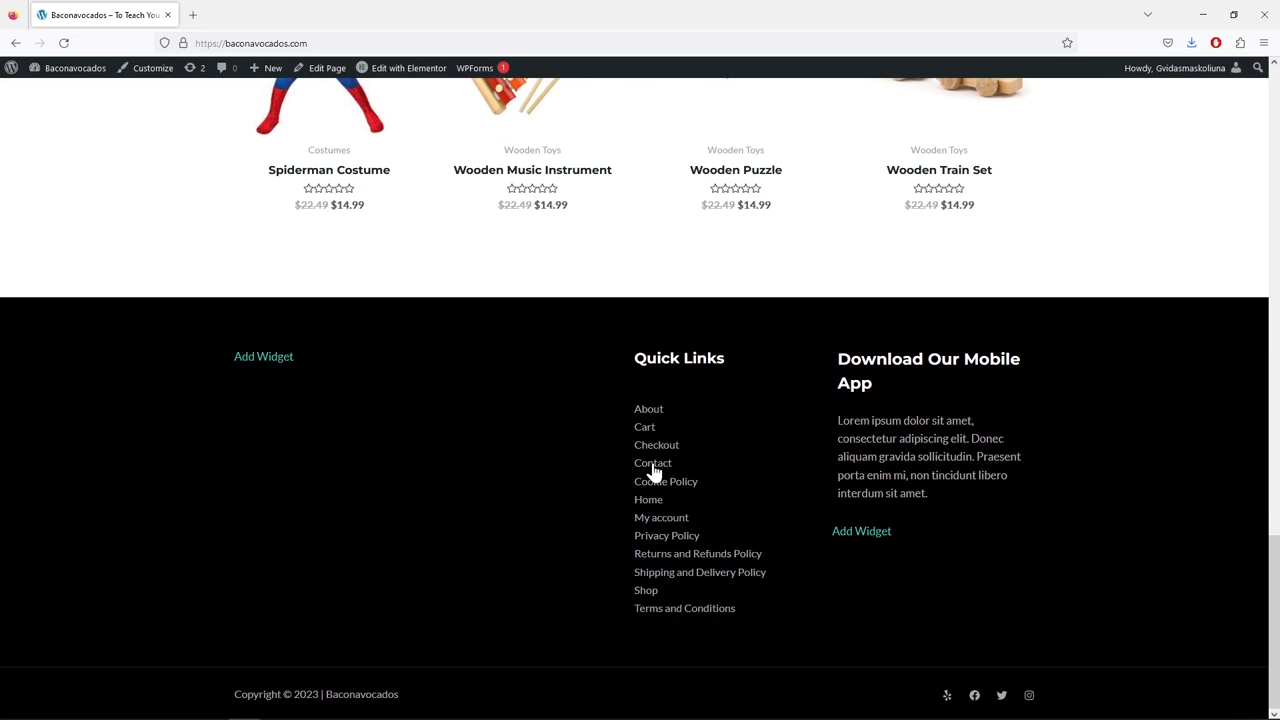 Baconavocados – To Teach You
https://baconavocados.com
Baconavocados Customize 2 0 New Edit Page Edit with Elementor WPForms 1 Howdy, Gvidasmaskoliuna
Costumes
Spiderman Costume
$22.49 $14.99
Wooden Toys
Wooden Music Instrument
$22.49 $14.99
Wooden Toys
Wooden Puzzle
$22.49 $14.99
Wooden Toys
Wooden Train Set
$22.49 $14.99
Add Widget
Quick Links
About
Cart
Checkout
Contact
Cookie Policy
Home
My account
Privacy Policy
Returns and Refunds Policy
Shipping and Delivery Policy
Shop
Terms and Conditions
Download Our Mobile
App
Lorem ipsum dolor sit amet,
consectetur adipiscing elit. Donec
aliquam gravida sollicitudin. Praesent
porta enim mi, non tincidunt libero
interdum sit amet.
Add Widget
Copyright © 2023 | Baconavocados